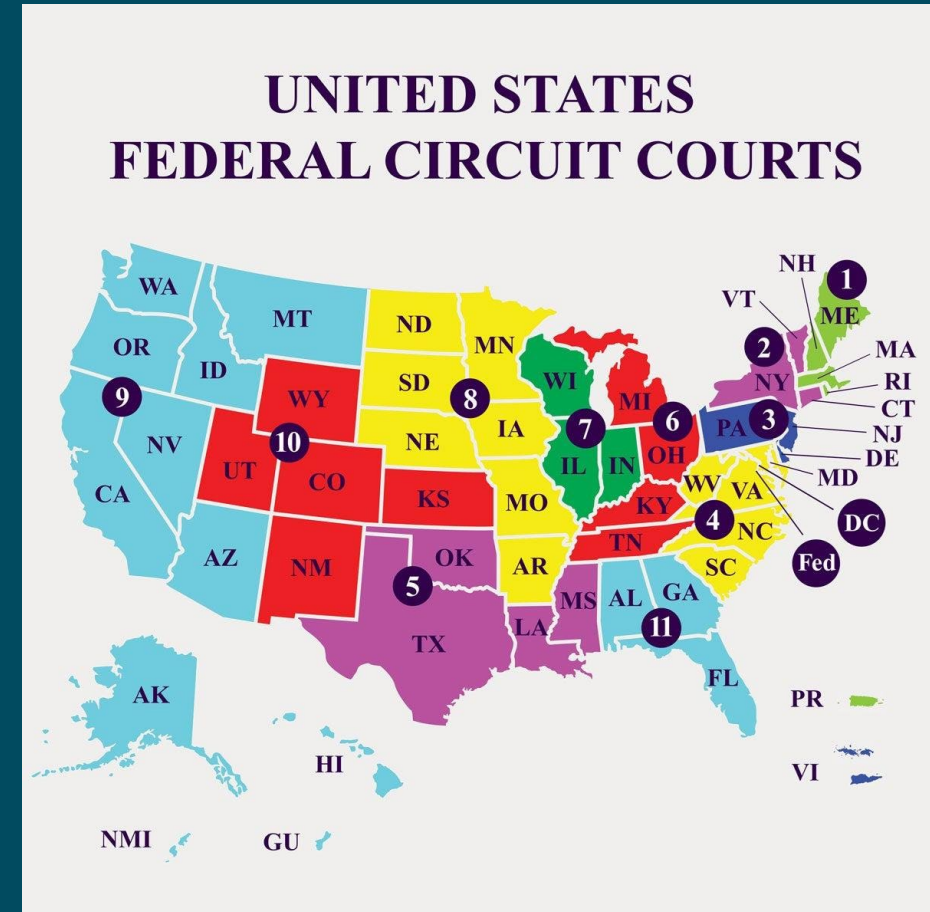 UNITED STATES
FEDERAL CIRCUIT COURTS
NH
1
WA
VT
ME
MT
ND
OR
MN
2
MA
ID
SD
WI
NY
RI
9
WY
8
MI
CT
10
NE
IA
7
6
PA
3
NJ
NV
UT
CO
IL
IN
OH
DE
CA
KS
MO
WV
VA
MD
KY
4
DC
AZ
NM
OK
AR
TN
NC
Fed
5
SC
MS
AL
GA
TX
LA
11
AK
FL
PR
HI
VI
NMI
GU